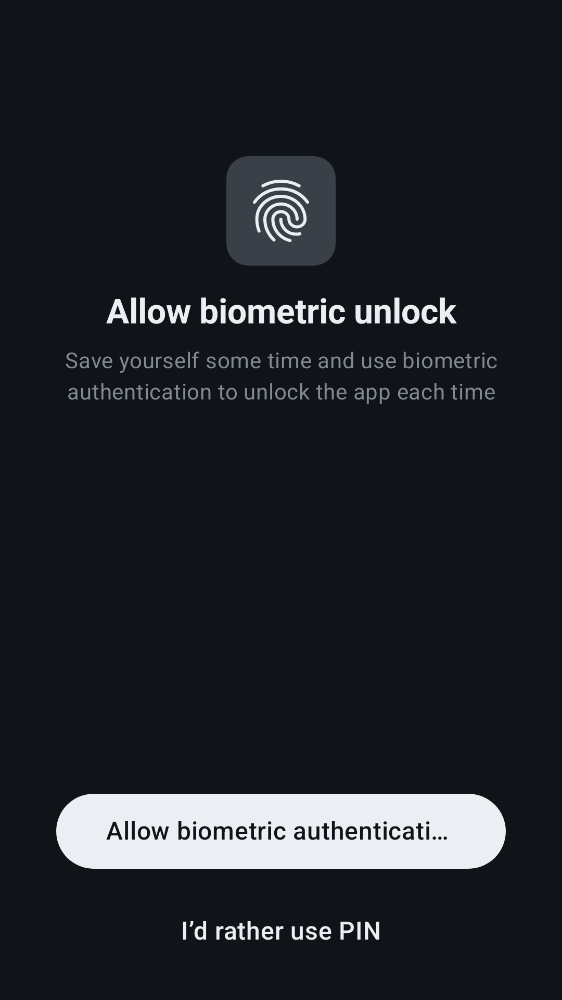 Allow biometric unlock
Save yourself some time and use biometric
authentication to unlock the app each time
Allow biometric authenticati…
I’d rather use PIN